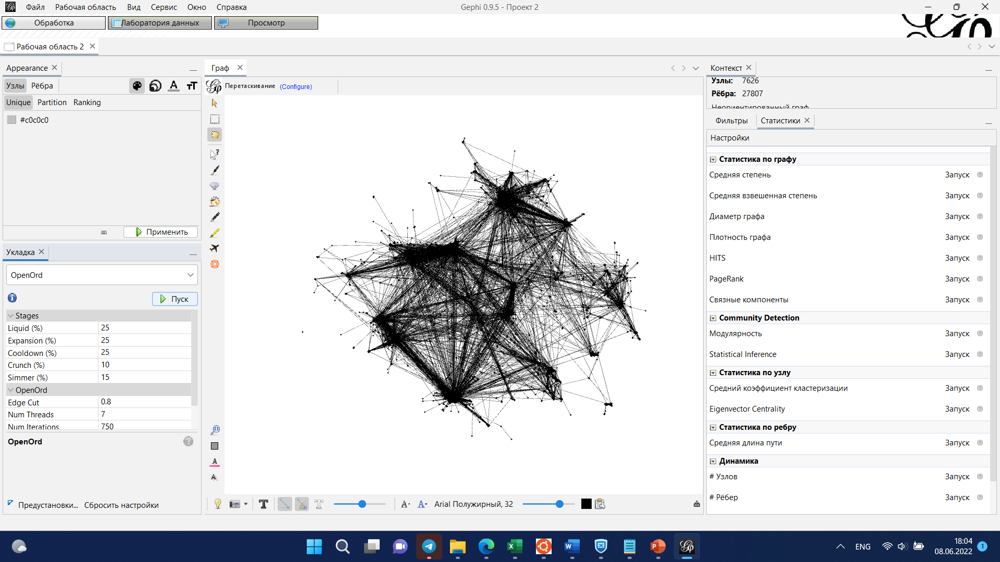 Файл Рабочая область Вид Сервис Окно Справка
Gephi 0.9.5 - Проект 2
Обработка
Лаборатория данных
Просмотр
Рабочая область 2
Appearance
Узлы Рёбра
Unique Partition Ranking
#c0c0c0
Применить
Укладка
OpenOrd
Пуск
Stages
Liquid (%) 25
Expansion (%) 25
Cooldown (%) 25
Crunch (%) 10
Simmer (%) 15
OpenOrd
Edge Cut 0.8
Num Threads 7
Num Iterations 750
OpenOrd
Предустановки... Сбросить настройки
Граф
Перетаскивание (Configure)
Arial Полужирный, 32
Контекст
Узлы: 7626
Рёбра: 27807
Неориентированный граф
Фильтры Статистики
Настройки
Статистика по графу
Средняя степень Запуск
Средняя взвешенная степень Запуск
Диаметр графа Запуск
Плотность графа Запуск
HITS Запуск
PageRank Запуск
Связные компоненты Запуск
Community Detection
Модулярность Запуск
Statistical Inference Запуск
Статистика по узлу
Средний коэффициент кластеризации Запуск
Eigenvector Centrality Запуск
Статистика по ребру
Средняя длина пути Запуск
Динамика
# Узлов Запуск
# Рёбер Запуск
ENG
18:04
08.06.2022
1